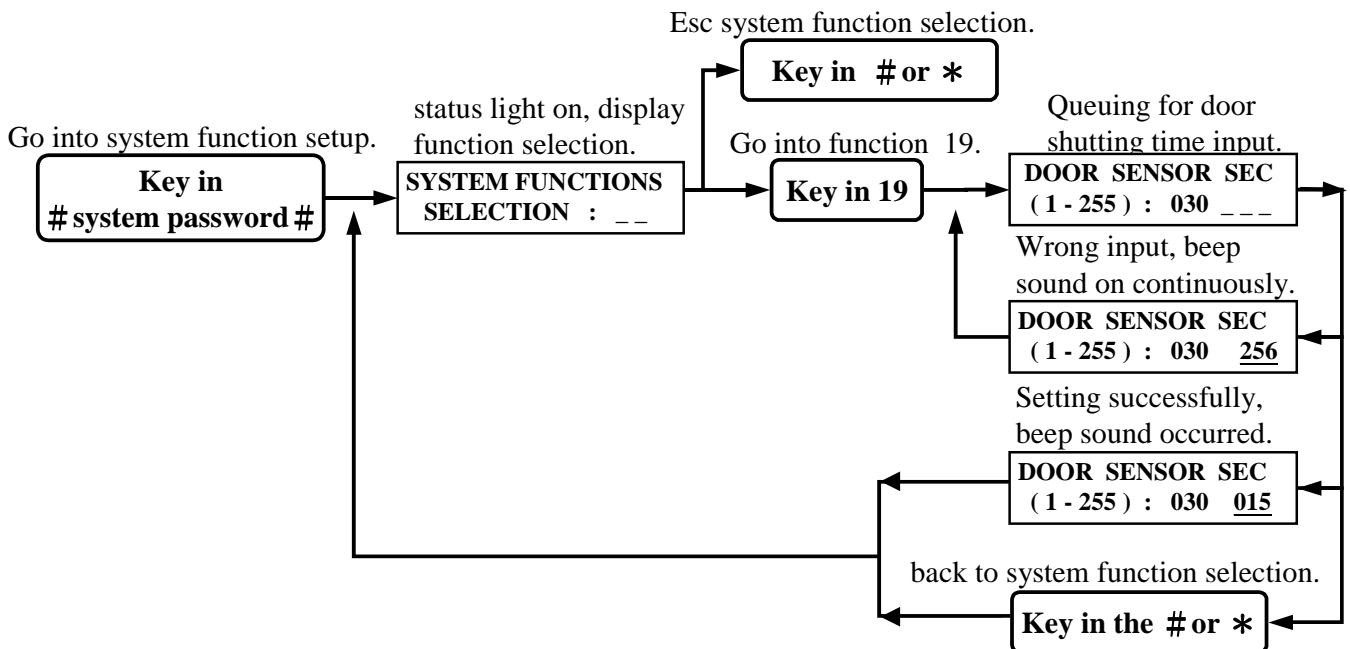 Esc system function selection.
Key in # or *
status light on, display
function selection.
Queuing for door
shutting time input.
Go into system function setup.
Go into function 19.
Key in
# system password #
SYSTEM FUNCTIONS
SELECTION : _ _
Key in 19
DOOR SENSOR SEC
( 1 - 255 ) : 030 _ _ _
Wrong input, beep
sound on continuously.
DOOR SENSOR SEC
( 1 - 255 ) : 030 256
Setting successfully,
beep sound occurred.
DOOR SENSOR SEC
( 1 - 255 ) : 030 015
back to system function selection.
Key in the # or *